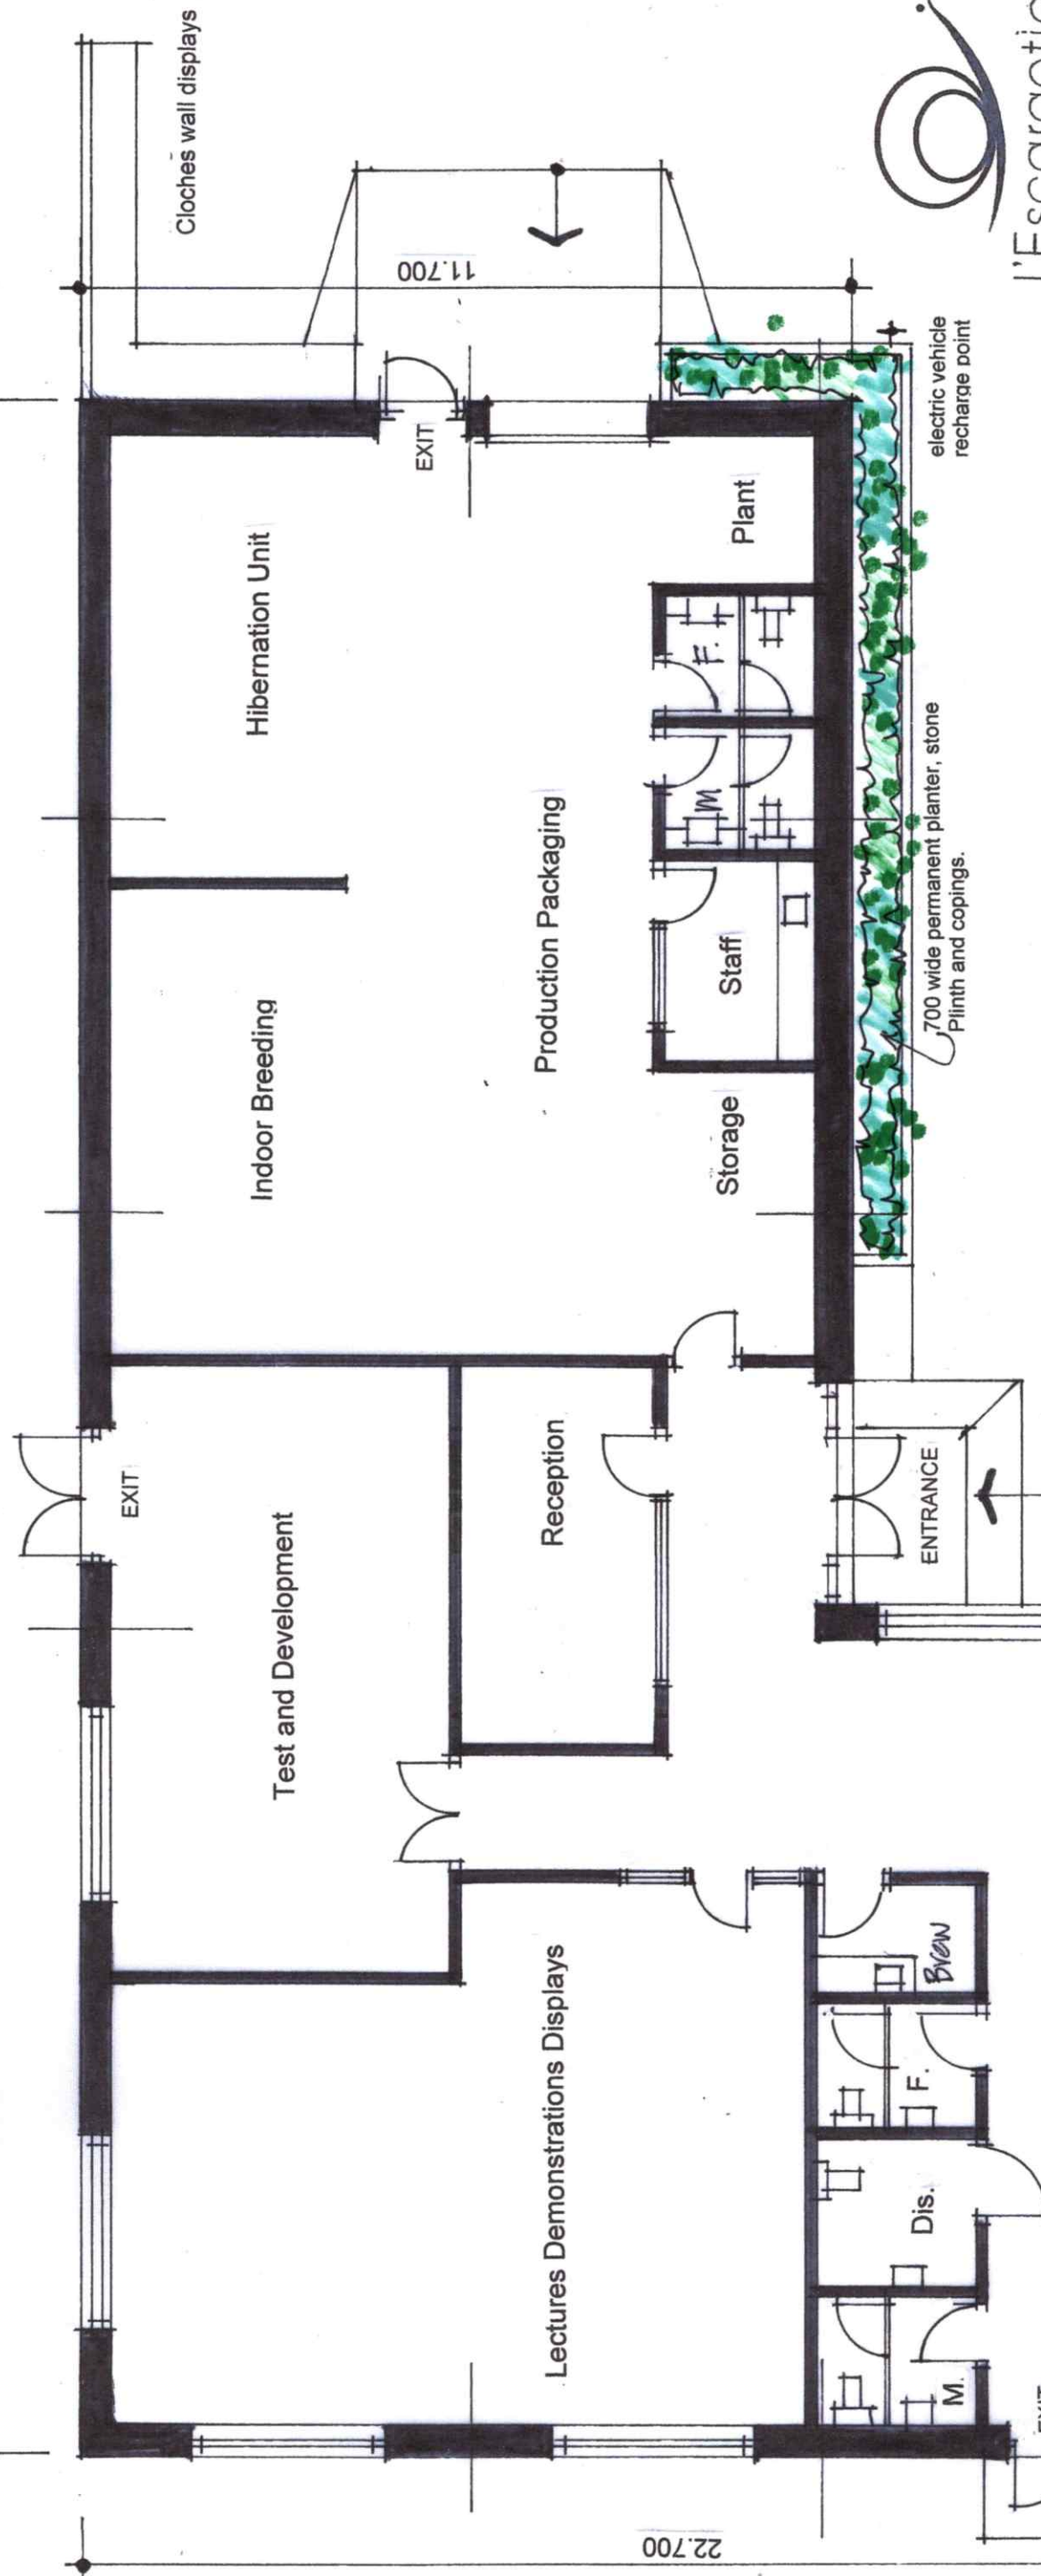 Cloches wall displays
11.700
l'Escargotic
EXIT
electric vehicle
recharge point
Hibernation Unit
Plant
F.
M
Production Packaging
700 wide permanent planter, stone
Plinth and copings.
Staff
Indoor Breeding
Storage
EXIT
Reception
ENTRANCE
Test and Development
Lectures Demonstrations Displays
Brew
F.
Dis.
M.
EXIT
22.700